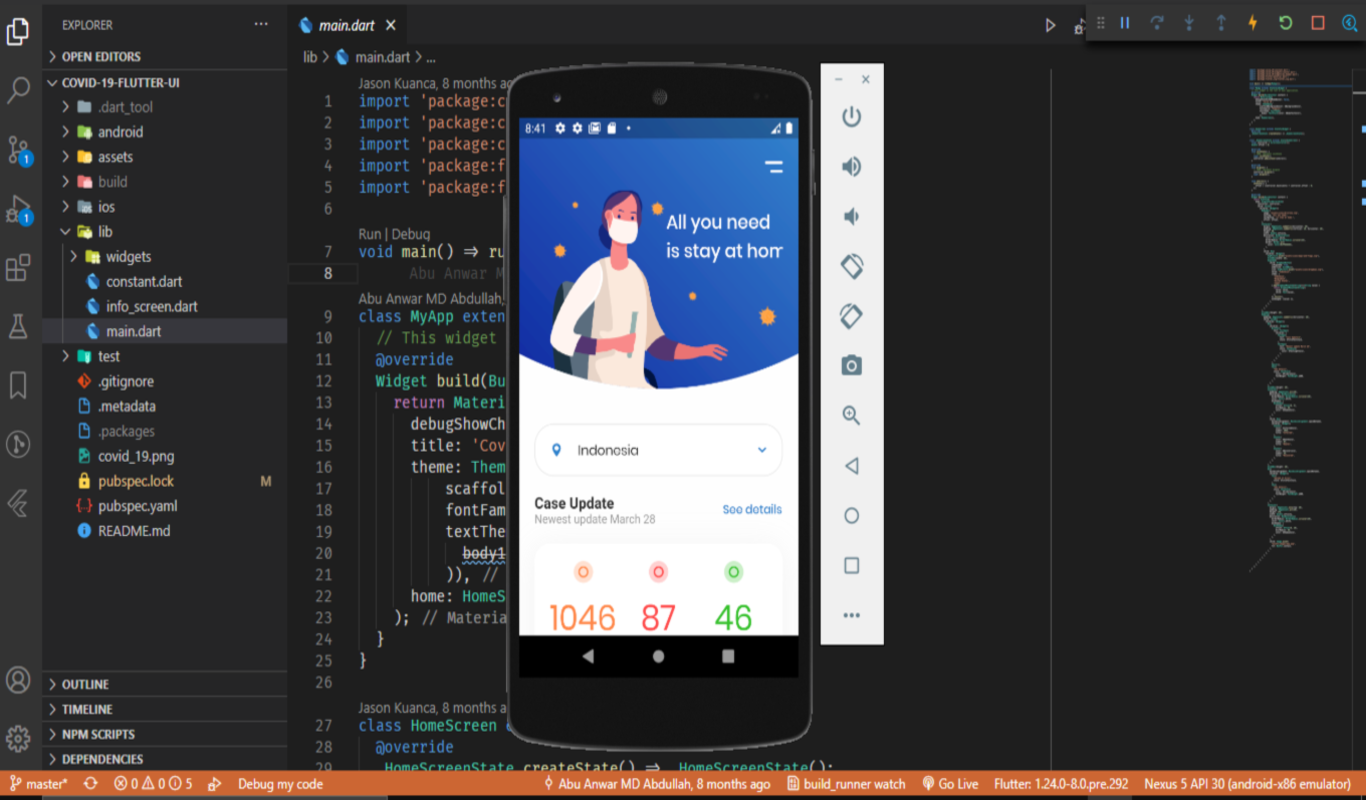 EXPLORER
OPEN EDITORS
COVID-19-FLUTTER-UI
.dart_tool
android
assets
build
ios
lib
widgets
constant.dart
info_screen.dart
main.dart
test
.gitignore
.metadata
.packages
covid_19.png
pubspec.lock M
pubspec.yaml
README.md
OUTLINE
TIMELINE
NPM SCRIPTS
DEPENDENCIES
1
1
main.dart
lib > main.dart > ...
Jason Kuanca, 8 months ag
1 import 'package:c
2 import 'package:c
3 import 'package:c
4 import 'package:f
5 import 'package:f
6
Run | Debug
7 void main() => ru
8 Abu Anwar M
Abu Anwar MD Abdullah,
9 class MyApp exten
10 // This widget
11 @override
12 Widget build(Bu
13 return Materi
14 debugShowCh
15 title: 'Cov
16 theme: Them
17 scaffol
18 fontFam
19 textThe
20 body1
21 )), //
22 home: HomeS
23 ); // Materia
24 }
25 }
26
Jason Kuanca, 8 months a
27 class HomeScreen
28 @override
29 _HomeScreenState createState() => _HomeScreenState();
8:41
All you need
is stay at hom
Indonesia
Case Update
Newest update March 28
See details
1046 87 46
master* 0 0 5 Debug my code Abu Anwar MD Abdullah, 8 months ago build_runner watch Go Live Flutter: 1.24.0-8.0.pre.292 Nexus 5 API 30 (android-x86 emulator)